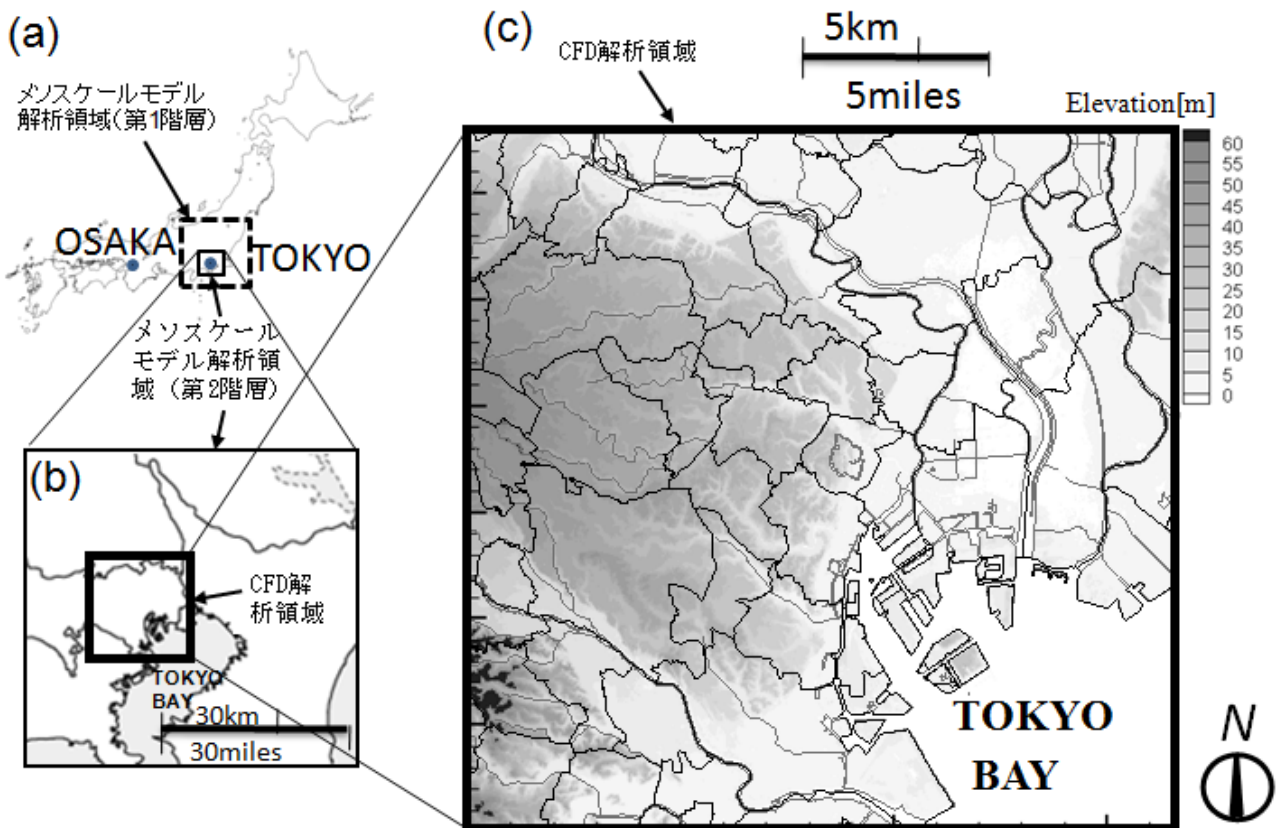 (a)
メソスケールモデル
解析領域(第1階層)
OSAKA
TOKYO
メソスケール
モデル解析領
域 (第2階層)
(b)
CFD解
析領域
TOKYO
BAY
30km
30miles
(c)
CFD解析領域
5km
5miles
Elevation[m]
60
55
50
45
40
35
30
25
20
15
10
5
0
TOKYO
BAY
N